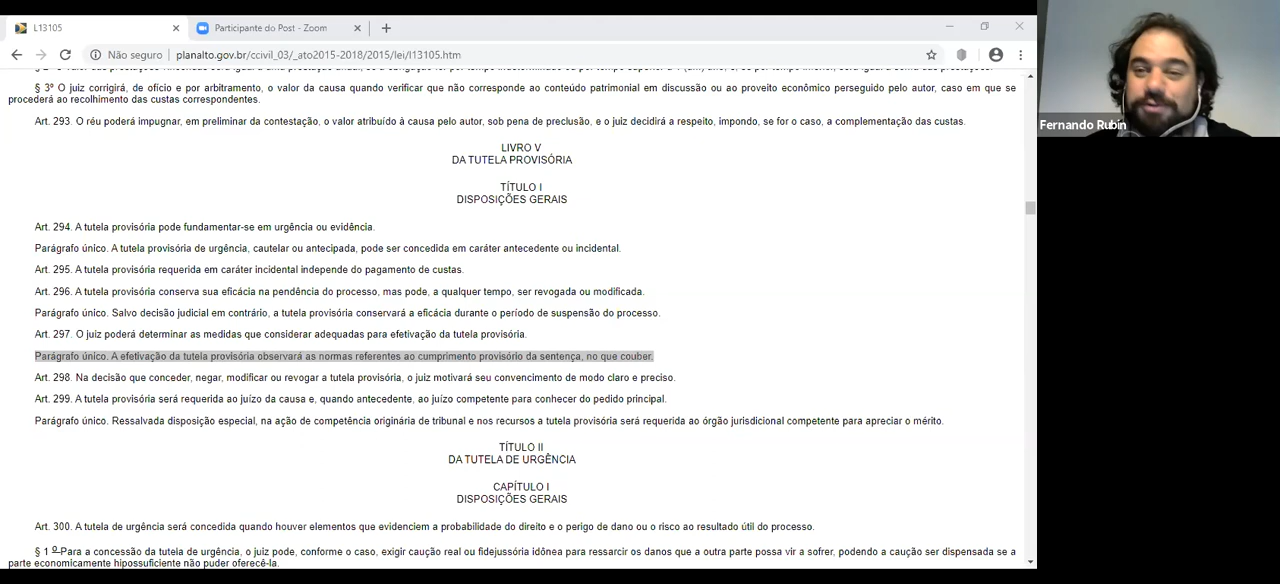 L13105
Participante do Post - Zoom
Não seguro
planalto.gov.br/ccivil_03/_ato2015-2018/2015/lei/l13105.htm
§ 3º O juiz corrigirá, de ofício e por arbitramento, o valor da causa quando verificar que não corresponde ao conteúdo patrimonial em discussão ou ao proveito econômico perseguido pelo autor, caso em que se
procederá ao recolhimento das custas correspondentes.
Art. 293. O réu poderá impugnar, em preliminar da contestação, o valor atribuído à causa pelo autor, sob pena de preclusão, e o juiz decidirá a respeito, impondo, se for o caso, a complementação das custas.
LIVRO V
DA TUTELA PROVISÓRIA
TÍTULO I
DISPOSIÇÕES GERAIS
Art. 294. A tutela provisória pode fundamentar-se em urgência ou evidência.
Parágrafo único. A tutela provisória de urgência, cautelar ou antecipada, pode ser concedida em caráter antecedente ou incidental.
Art. 295. A tutela provisória requerida em caráter incidental independe do pagamento de custas.
Art. 296. A tutela provisória conserva sua eficácia na pendência do processo, mas pode, a qualquer tempo, ser revogada ou modificada.
Parágrafo único. Salvo decisão judicial em contrário, a tutela provisória conservará a eficácia durante o período de suspensão do processo.
Art. 297. O juiz poderá determinar as medidas que considerar adequadas para efetivação da tutela provisória.
Parágrafo único. A efetivação da tutela provisória observará as normas referentes ao cumprimento provisório da sentença, no que couber.
Art. 298. Na decisão que conceder, negar, modificar ou revogar a tutela provisória, o juiz motivará seu convencimento de modo claro e preciso.
Art. 299. A tutela provisória será requerida ao juízo da causa e, quando antecedente, ao juízo competente para conhecer do pedido principal.
Parágrafo único. Ressalvada disposição especial, na ação de competência originária de tribunal e nos recursos a tutela provisória será requerida ao órgão jurisdicional competente para apreciar o mérito.
TÍTULO II
DA TUTELA DE URGÊNCIA
CAPÍTULO I
DISPOSIÇÕES GERAIS
Art. 300. A tutela de urgência será concedida quando houver elementos que evidenciem a probabilidade do direito e o perigo de dano ou o risco ao resultado útil do processo.
§ 1 º Para a concessão da tutela de urgência, o juiz pode, conforme o caso, exigir caução real ou fidejussória idônea para ressarcir os danos que a outra parte possa vir a sofrer, podendo a caução ser dispensada se a
parte economicamente hipossuficiente não puder oferecê-la.
Fernando Rubin